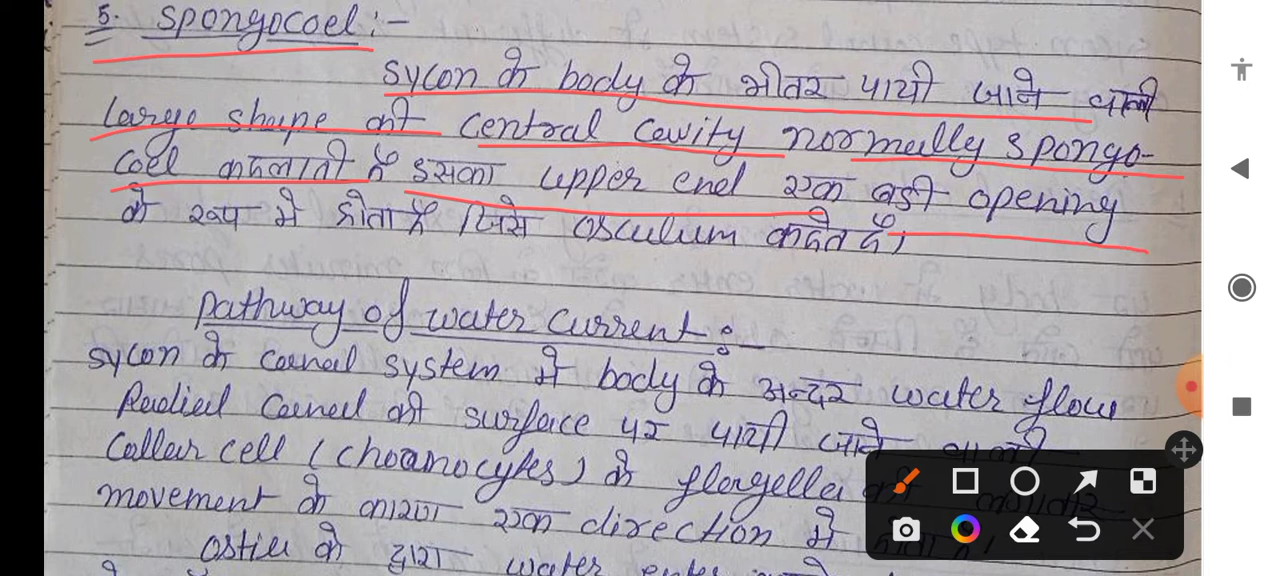 5. Spongocoel :-
Sycon के body के भीतर पायी जाने वाली
large shape की central cavity normally spongo-
coel कहलाती है इसका upper end एक बड़ी opening
के रूप में होता है जिसे osculum कहते है।
Pathway of water current :-
Sycon के canal system में body के अन्दर water flow
Radial canal की surface पर पायी जाने वाली
Collar cell (choanocytes) के flagella
movement के कारण एक direction में
ostia के द्वारा water enter